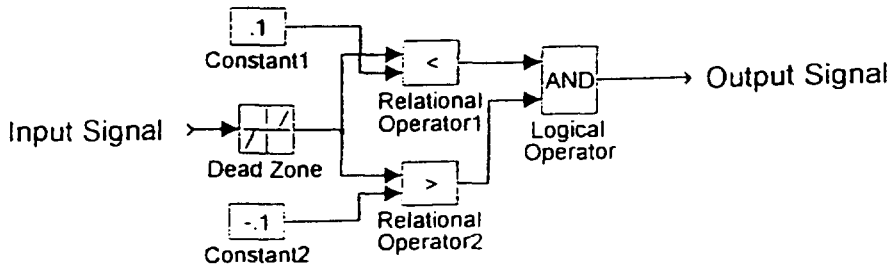 .1
Constant1
<
Relational
Operator1
AND
Logical
Operator
Output Signal
Input Signal
Dead Zone
>
Relational
Operator2
-.1
Constant2